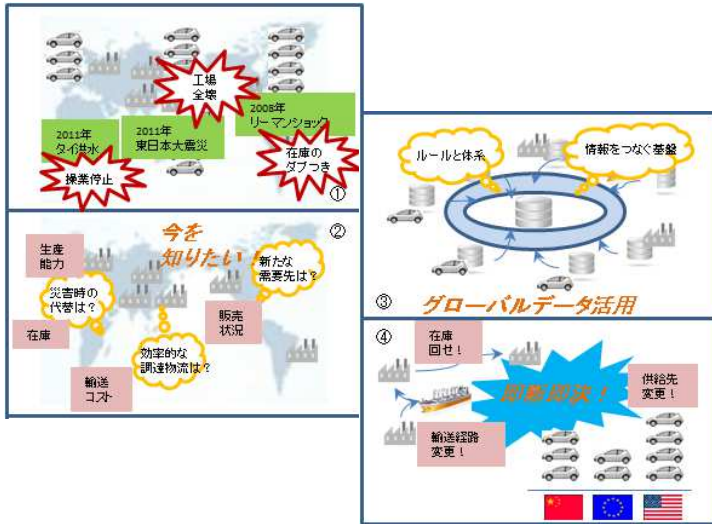 工場
全壊
2008年
リーマンショック
2011年
東日本大震災
2011年
タイ洪水
在庫の
ダブつき
操業停止
①
②
今を
知りたい！
生産
能力
新たな
需要先は？
災害時の
代替は？
販売
状況
在庫
効率的な
調達物流は？
輸送
コスト
ルールと体系
情報をつなぐ基盤
③
グローバルデータ活用
④
在庫
回せ！
即断即決！
供給先
変更！
輸送経路
変更！